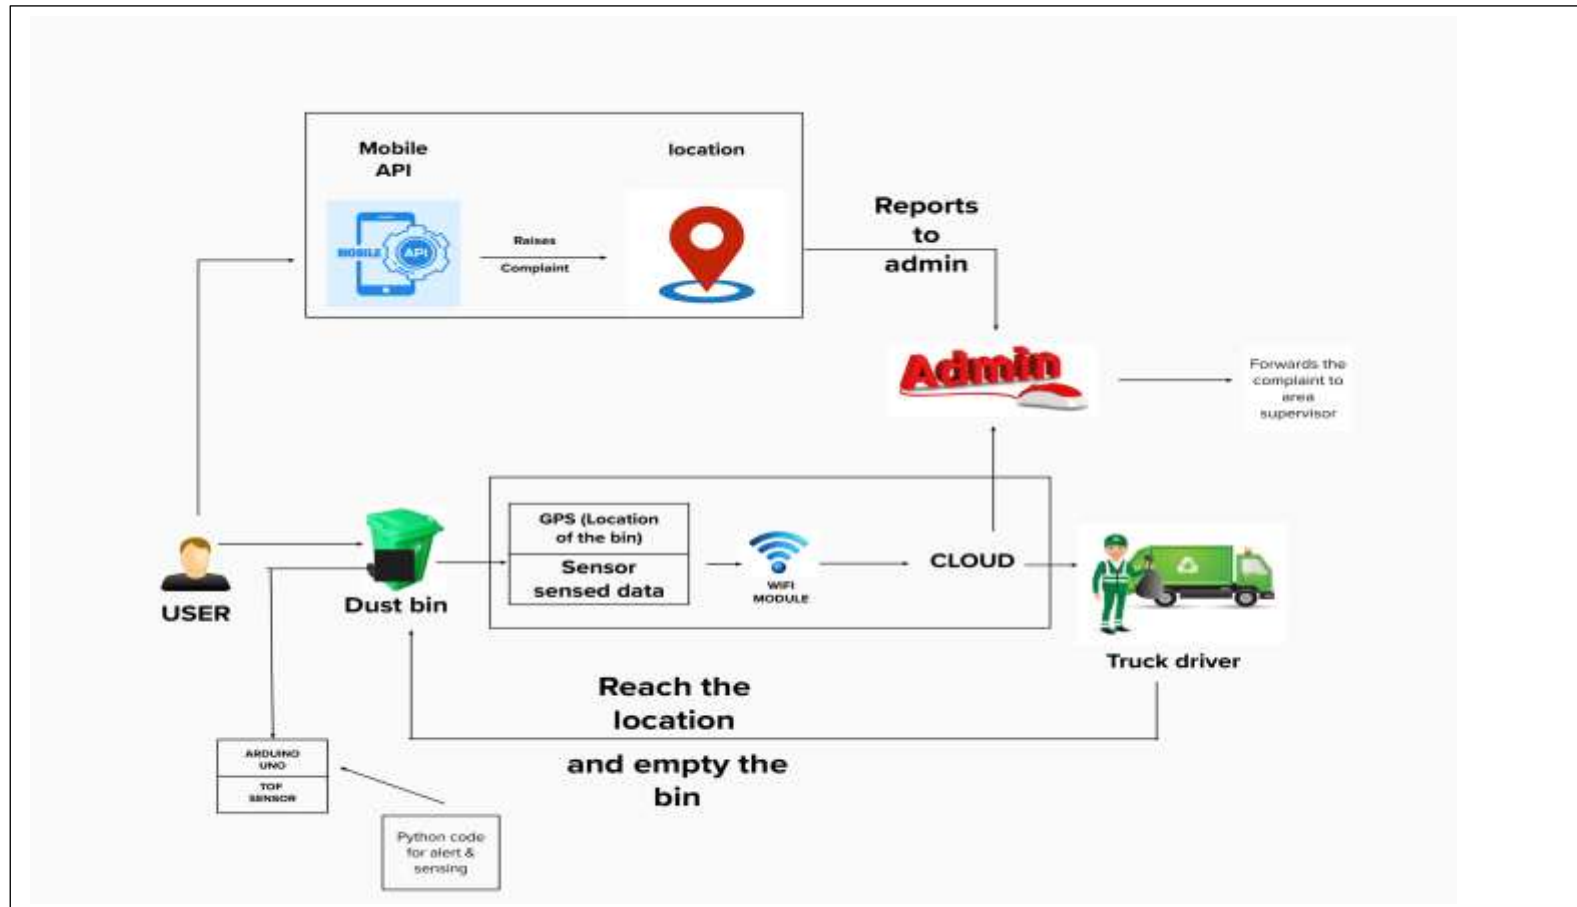 Mobile
API
location
MOBILE
API
Raises
Complaint
Reports
to
admin
Admin
Forwards the
complaint to
area
supervisor
GPS (Location
of the bin)
Sensor
sensed data
WIFI
MODULE
CLOUD
USER
Dust bin
Truck driver
Reach the
location
and empty the
bin
ARDUINO
UNO
TOF
SENSOR
Python code
for alert &
sensing